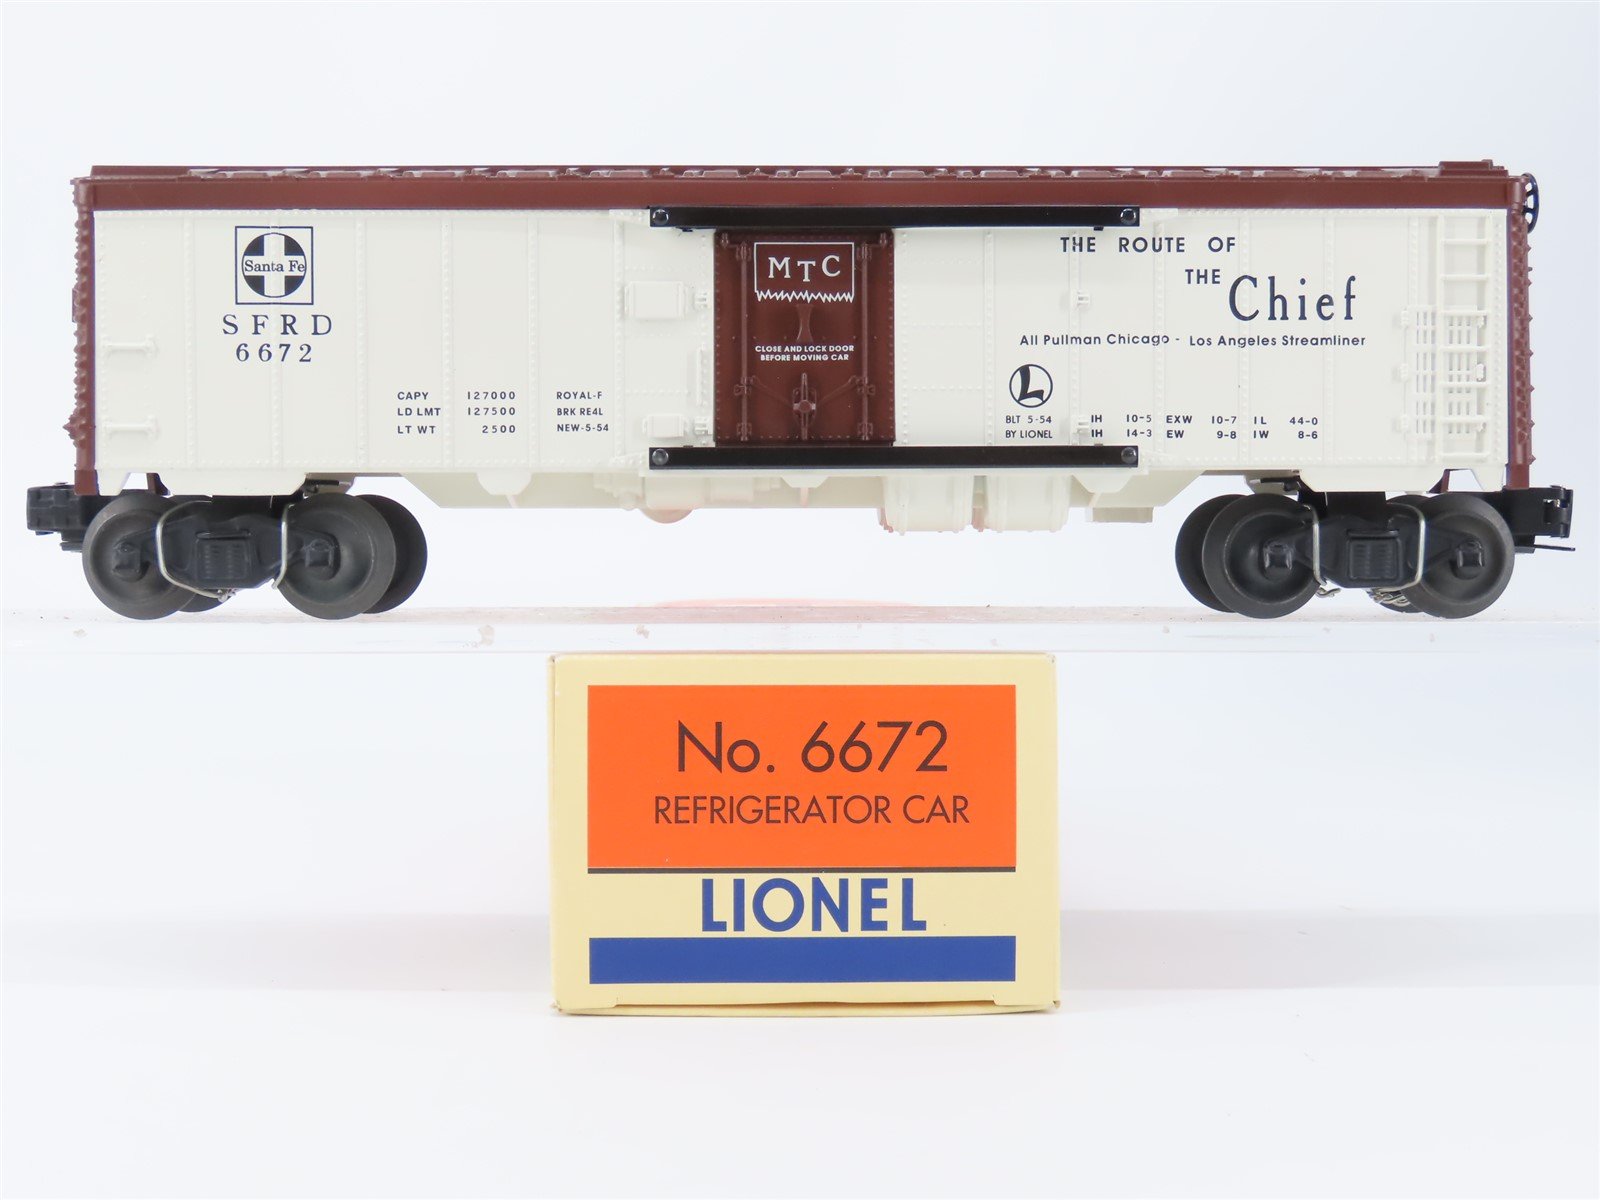 Santa Fe
SFRD
6672
CAPY 127000 ROYAL-F
LD LMT 127500 BRK RE4L
LT WT 2500 NEW-5-54
MTC
CLOSE AND LOCK DOOR
BEFORE MOVING CAR
THE ROUTE OF
THE Chief
All Pullman Chicago - Los Angeles Streamliner
L
BLT 5-54 IH 10-5 EXW 10-7 IL 44-0
BY LIONEL IH 14-3 EW 9-8 IW 8-6
No. 6672
REFRIGERATOR CAR
LIONEL